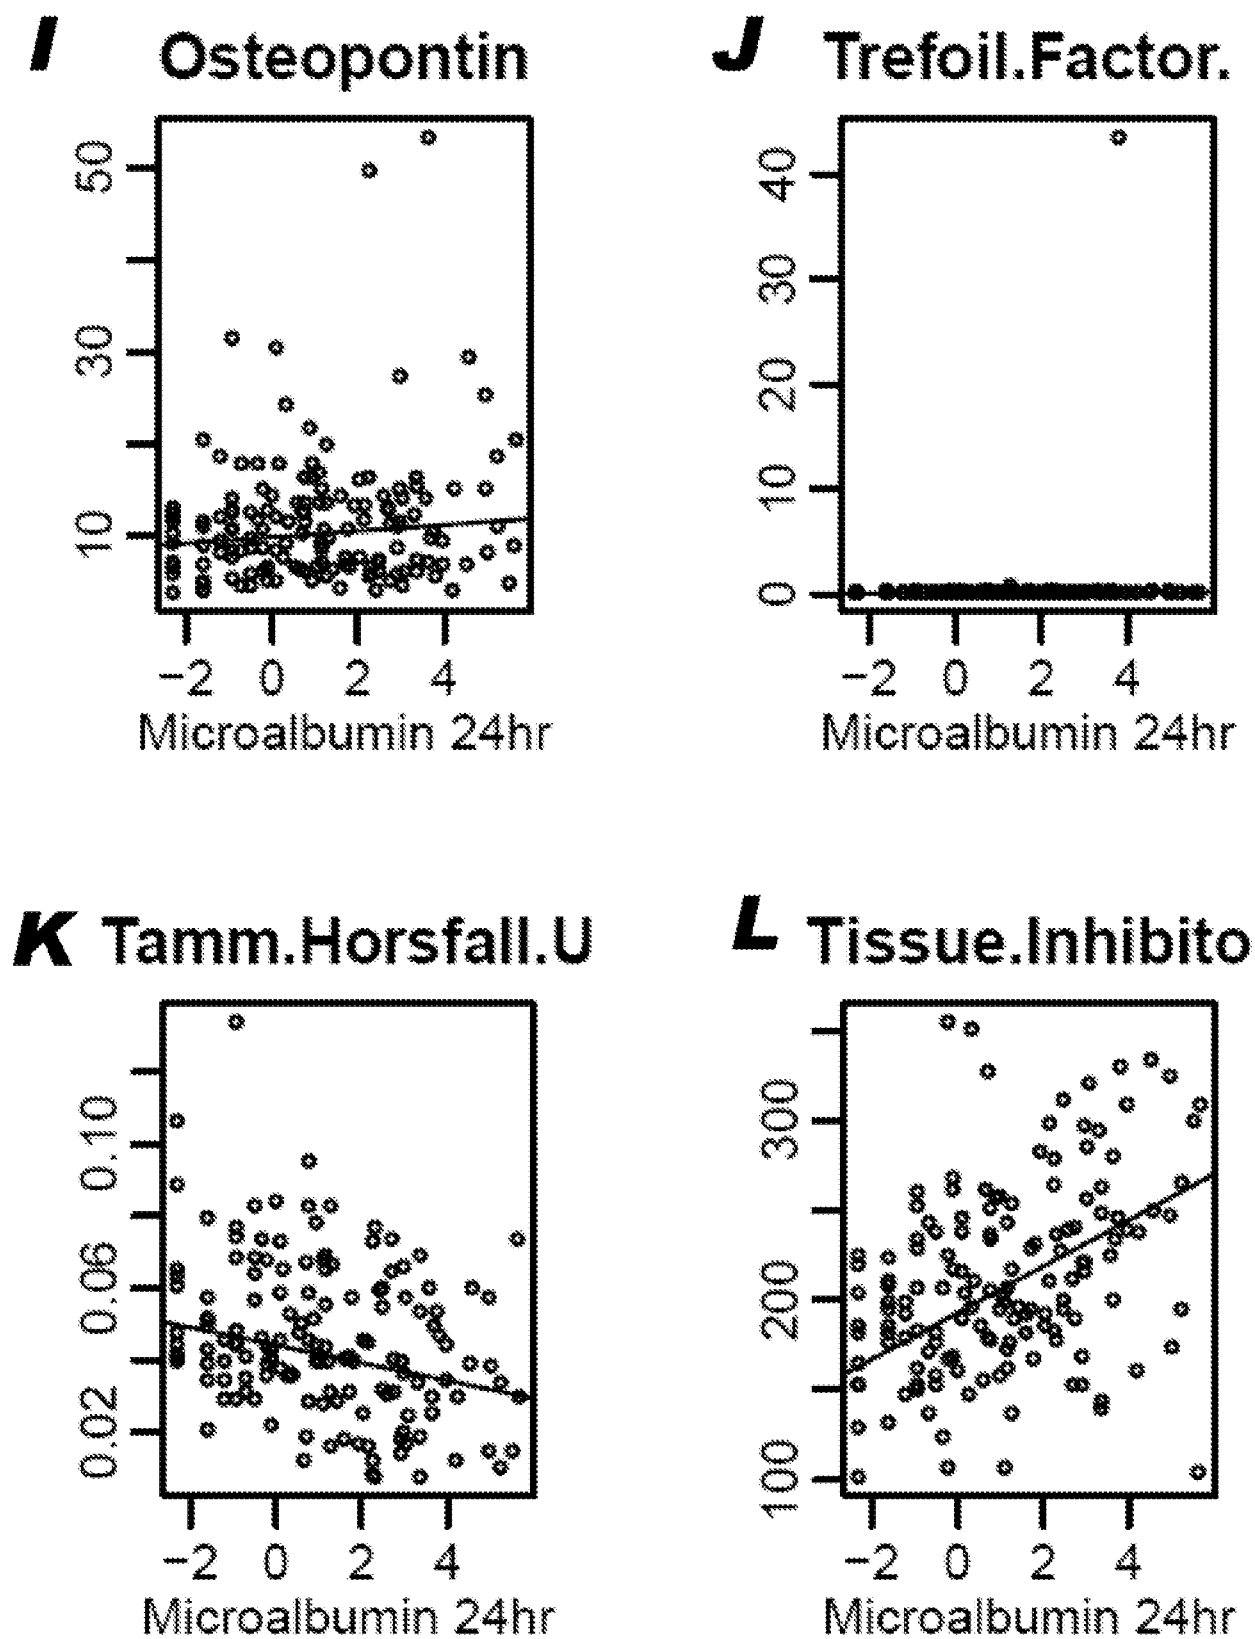 I Osteopontin
50
30
10
−2 0 2 4
Microalbumin 24hr
J Trefoil.Factor.
40
30
20
10
0
−2 0 2 4
Microalbumin 24hr
K Tamm.Horsfall.U
0.10
0.06
0.02
−2 0 2 4
Microalbumin 24hr
L Tissue.Inhibito
300
200
100
−2 0 2 4
Microalbumin 24hr